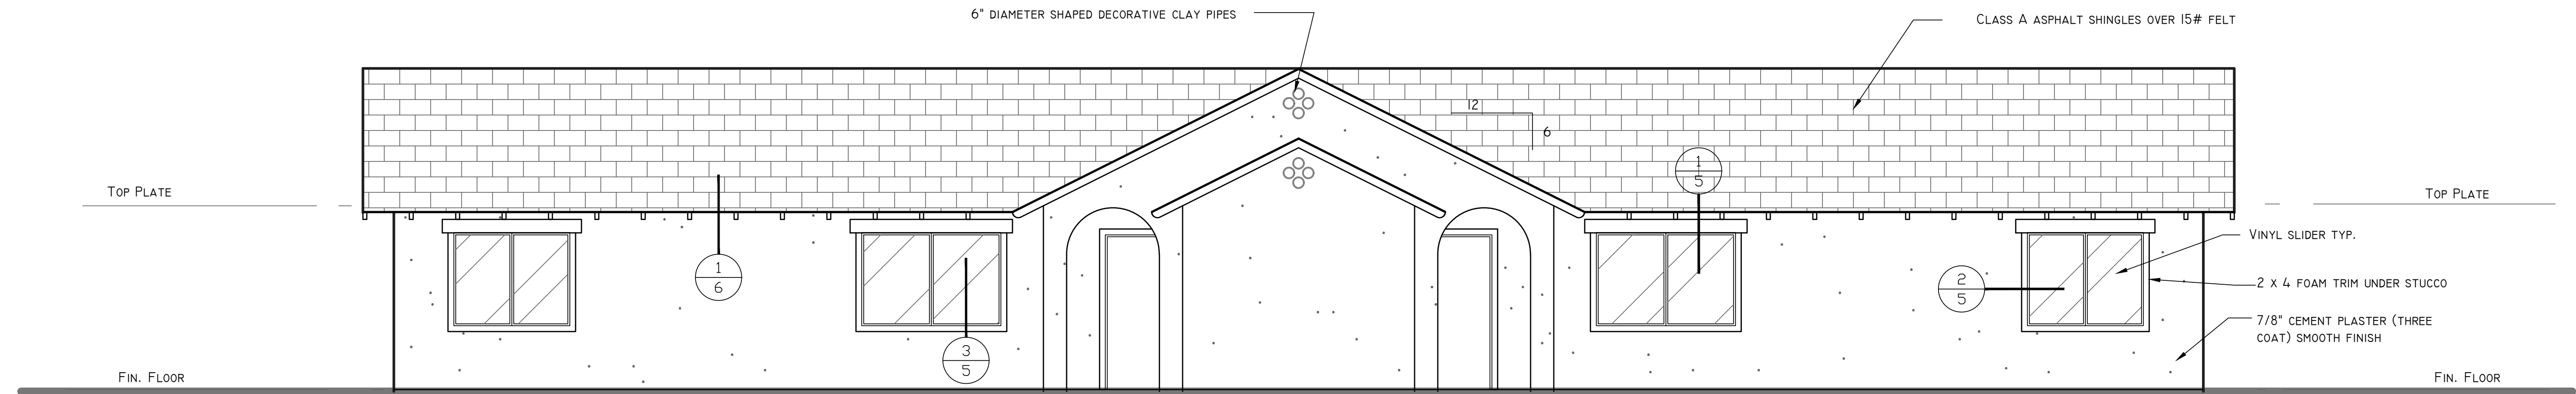 6" DIAMETER SHAPED DECORATIVE CLAY PIPES
CLASS A ASPHALT SHINGLES OVER 15# FELT
12
6
1
5
TOP PLATE
TOP PLATE
VINYL SLIDER TYP.
1
6
2
5
2 X 4 FOAM TRIM UNDER STUCCO
7/8" CEMENT PLASTER (THREE
COAT) SMOOTH FINISH
3
5
FIN. FLOOR
FIN. FLOOR